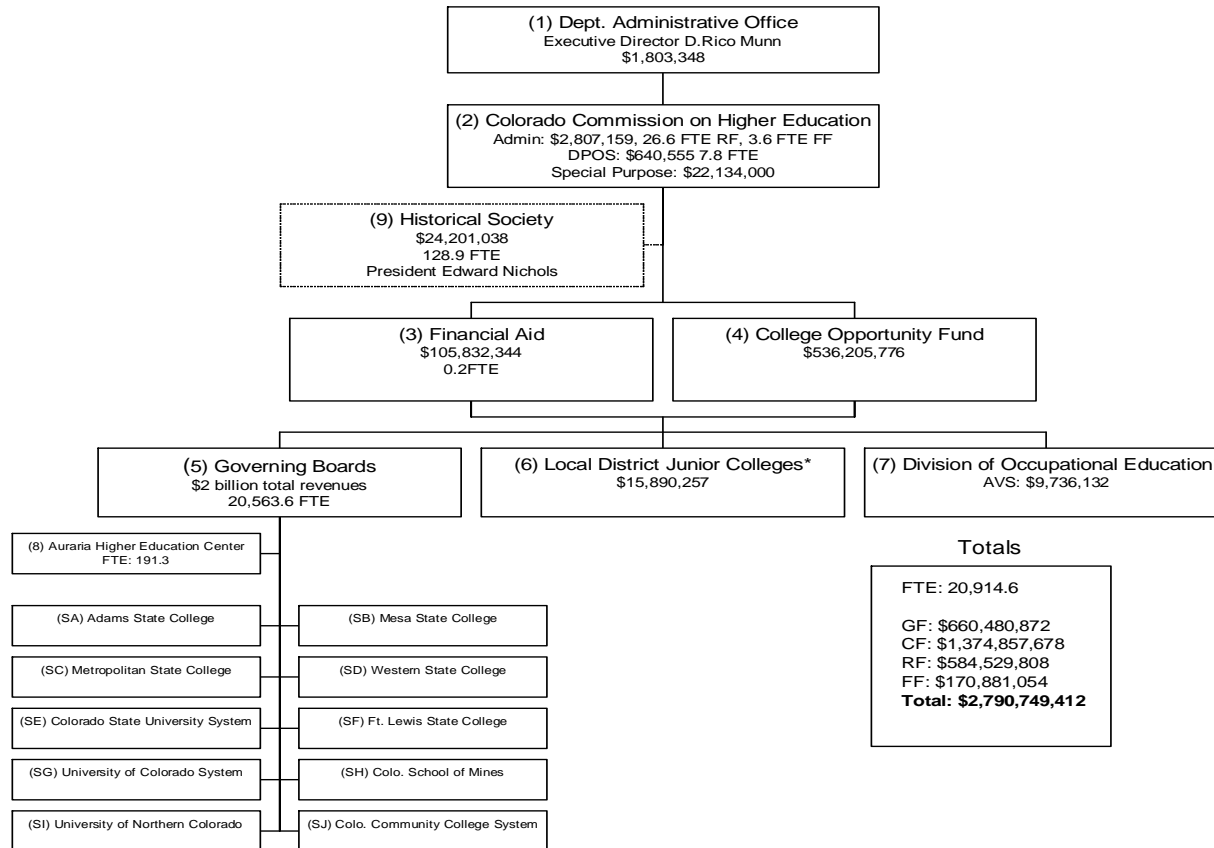 (1) Dept. Administrative Office
Executive Director D.Rico Munn
$1,803,348
(2) Colorado Commission on Higher Education
Admin: $2,807,159, 26.6 FTE RF, 3.6 FTE FF
DPOS: $640,555 7.8 FTE
Special Purpose: $22,134,000
(9) Historical Society
$24,201,038
128.9 FTE
President Edward Nichols
(3) Financial Aid
$105,832,344
0.2FTE
(4) College Opportunity Fund
$536,205,776
(5) Governing Boards
$2 billion total revenues
20,563.6 FTE
(6) Local District Junior Colleges*
$15,890,257
(7) Division of Occupational Education
AVS: $9,736,132
(8) Auraria Higher Education Center
FTE: 191.3
(SA) Adams State College
(SB) Mesa State College
(SC) Metropolitan State College
(SD) Western State College
(SE) Colorado State University System
(SF) Ft. Lewis State College
(SG) University of Colorado System
(SH) Colo. School of Mines
(SI) University of Northern Colorado
(SJ) Colo. Community College System
Totals
FTE: 20,914.6
GF: $660,480,872
CF: $1,374,857,678
RF: $584,529,808
FF: $170,881,054
Total: $2,790,749,412